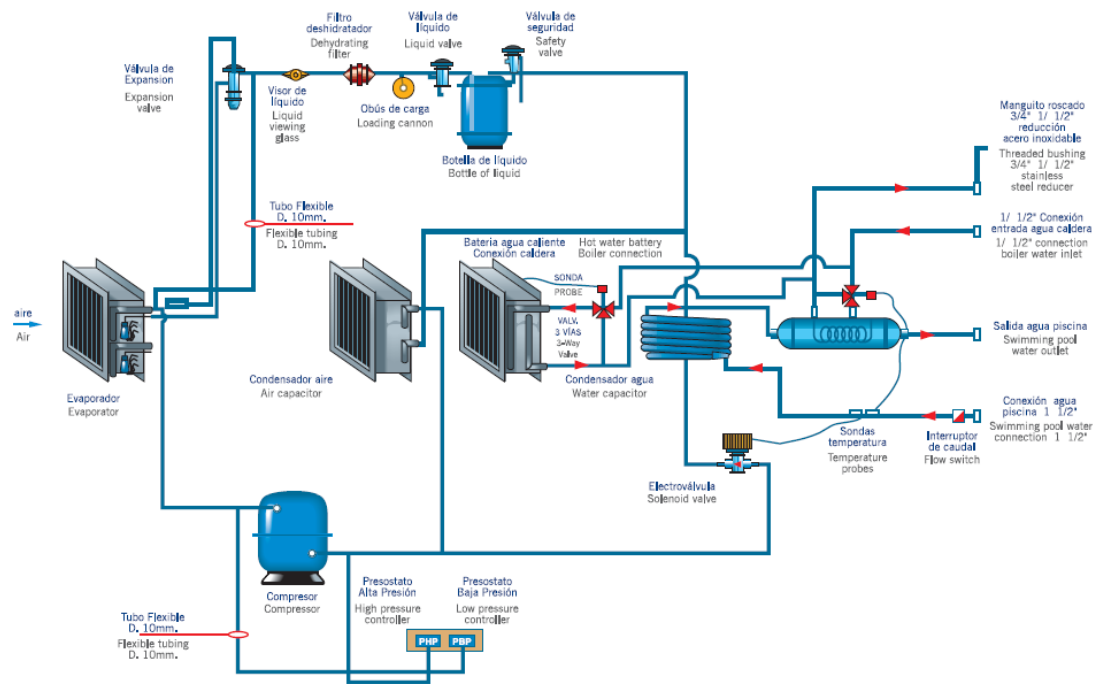 Válvula de
Expansion
Expansion
valve
Filtro
deshidratador
Dehydrating
filter
Válvula de
líquido
Liquid valve
Válvula de
seguridad
Safety
valve
Visor de
líquido
Liquid
viewing
glass
Obús de carga
Loading cannon
Botella de líquido
Bottle of liquid
Manguito roscado
3/4" 1/ 1/2"
reducción
acero inoxidable
Threaded bushing
3/4" 1/ 1/2"
stainless
steel reducer
Tubo Flexible
D. 10mm.
Flexible tubing
D. 10mm.
1/ 1/2" Conexión
entrada agua caldera
1/ 1/2" connection
boiler water inlet
Bateria agua caliente
Conexión caldera
Hot water battery
Boiler connection
SONDA
PROBE
VALV.
3 VÍAS
3-Way
Valve
aire
Air
Salida agua piscina
Swimming pool
water outlet
Evaporador
Evaporator
Condensador aire
Air capacitor
Condensador agua
Water capacitor
Conexión agua
piscina 1 1/2"
Swimming pool water
connection 1 1/2"
Sondas
temperatura
Temperature
probes
Interruptor
de caudal
Flow switch
Electroválvula
Solenoid valve
Compresor
Compressor
Presostato
Alta Presión
High pressure
controller
Presostato
Baja Presión
Low pressure
controller
PHP
PBP
Tubo Flexible
D. 10mm.
Flexible tubing
D. 10mm.